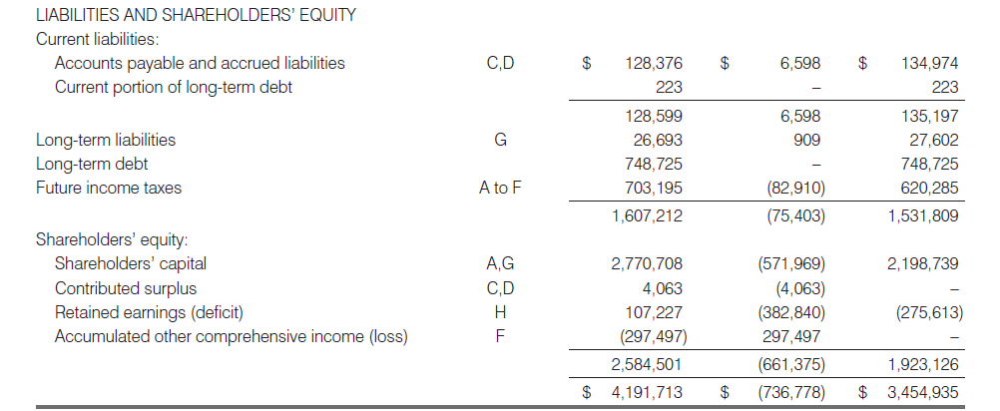 LIABILITIES AND SHAREHOLDERS' EQUITY
Current liabilities:
Accounts payable and accrued liabilities C,D $ 128,376 $ 6,598 $ 134,974
Current portion of long-term debt 223 – 223
128,599 6,598 135,197
Long-term liabilities G 26,693 909 27,602
Long-term debt 748,725 – 748,725
Future income taxes A to F 703,195 (82,910) 620,285
1,607,212 (75,403) 1,531,809
Shareholders' equity:
Shareholders' capital A,G 2,770,708 (571,969) 2,198,739
Contributed surplus C,D 4,063 (4,063) –
Retained earnings (deficit) H 107,227 (382,840) (275,613)
Accumulated other comprehensive income (loss) F (297,497) 297,497 –
2,584,501 (661,375) 1,923,126
$ 4,191,713 $ (736,778) $ 3,454,935